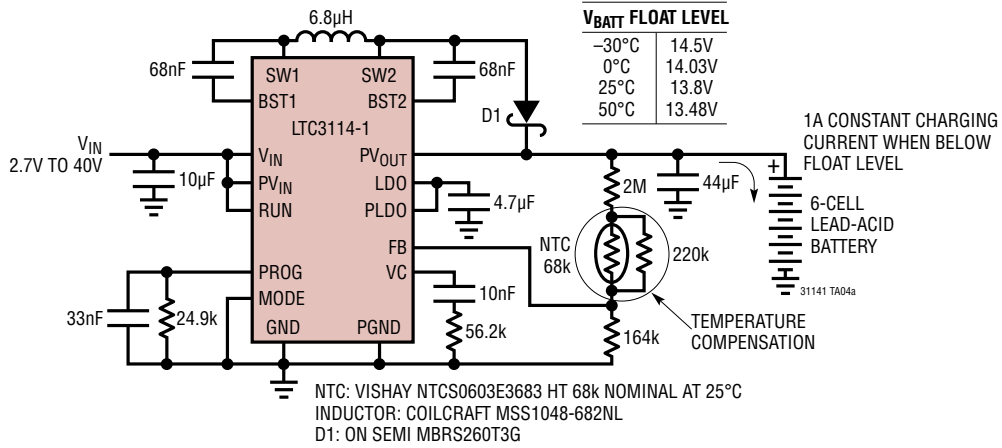 6.8µH
VBATT FLOAT LEVEL
–30°C 14.5V
0°C 14.03V
25°C 13.8V
50°C 13.48V
68nF
SW1 SW2
68nF
BST1 BST2
D1
LTC3114-1
1A CONSTANT CHARGING
CURRENT WHEN BELOW
FLOAT LEVEL
VIN
2.7V TO 40V
VIN PVOUT
+
10µF
PVIN LDO
2M
44µF
RUN PLDO
4.7µF
6-CELL
LEAD-ACID
BATTERY
FB
NTC
68k
220k
PROG VC
31141 TA04a
MODE
10nF
33nF
24.9k
56.2k
TEMPERATURE
COMPENSATION
GND PGND
164k
NTC: VISHAY NTCS0603E3683 HT 68k NOMINAL AT 25°C
INDUCTOR: COILCRAFT MSS1048-682NL
D1: ON SEMI MBRS260T3G